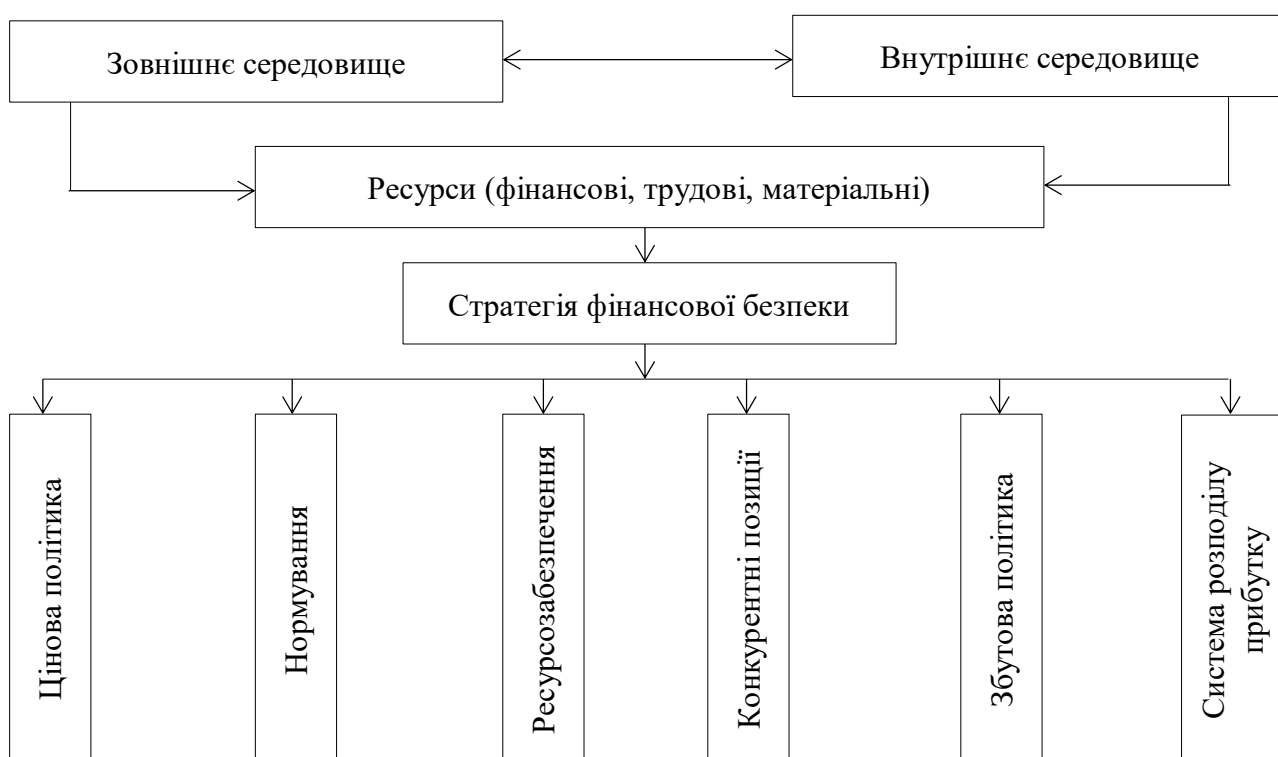 Зовнішнє середовище
Внутрішнє середовище
Ресурси (фінансові, трудові, матеріальні)
Стратегія фінансової безпеки
Цінова політика
Нормування
Ресурсозабезпечення
Конкурентні позиції
Збутова політика
Система розподілу
прибутку